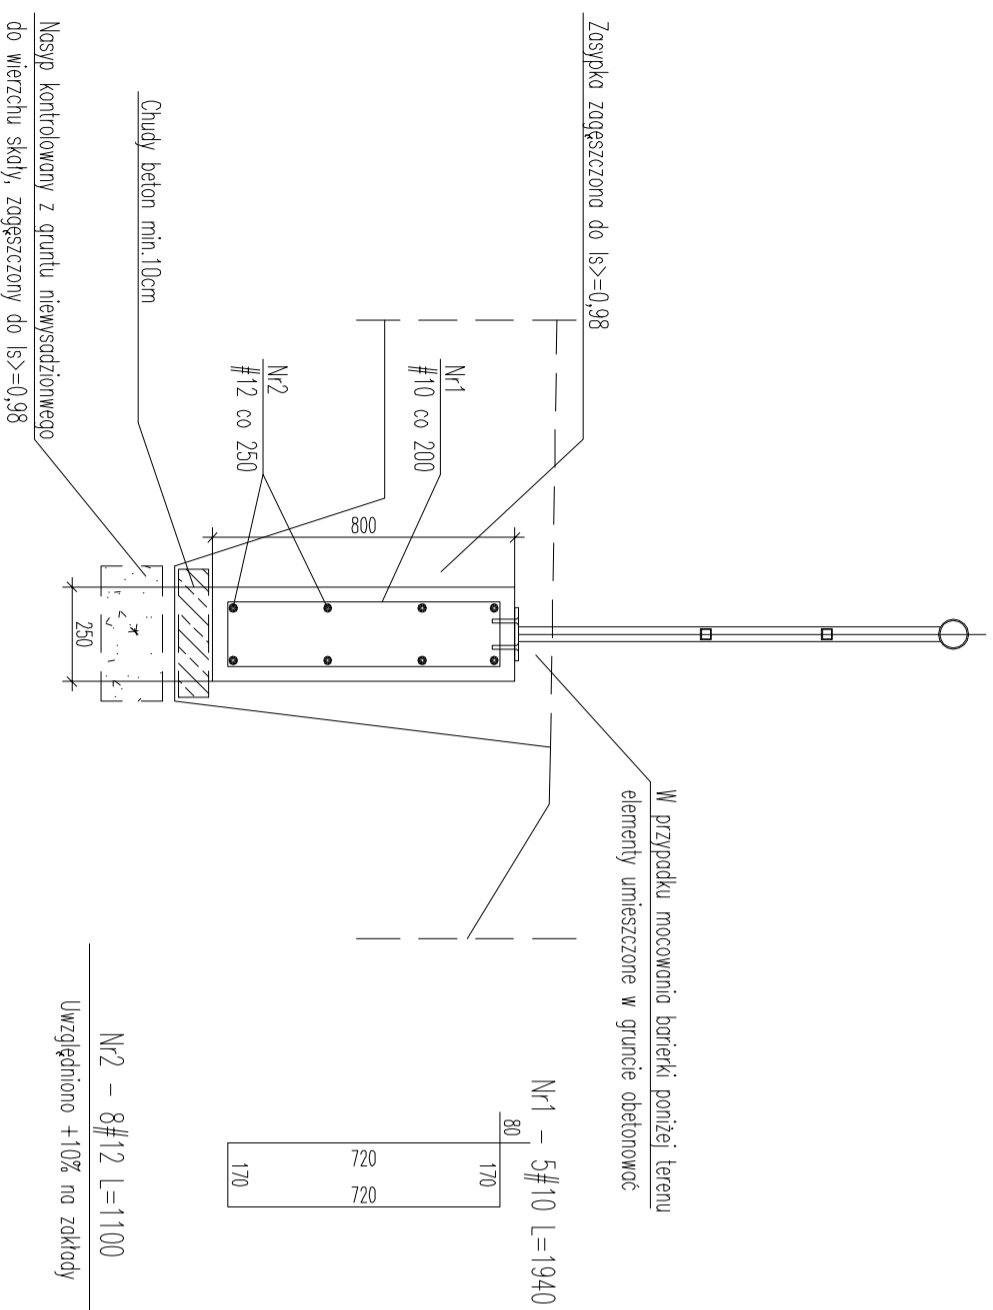 Zasypka zagęszczona do Is>=0,98
W przypadku mocowania barierki poniżej terenu
elementy umieszczone w gruncie obetonować
Nr1
#10 co 200
Nr2
#12 co 250
800
250
Chudy beton min.10cm
Nasyp kontrolowany z gruntu niewysadzionwego
do wierzchu skały, zagęszczony do Is>=0,98
Nr1 - 5#10 L=1940
80
170
720
720
170
Nr2 - 8#12 L=1100
Uwzględniono +10% na zakłady